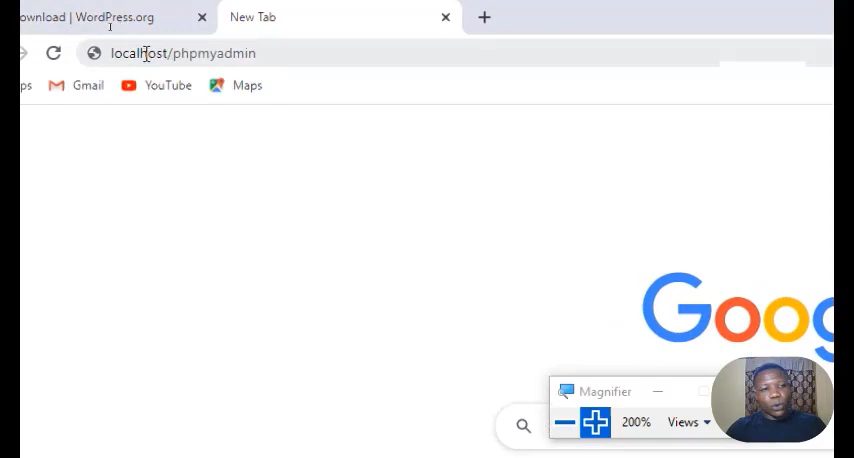 ownload | WordPress.org
New Tab
localhost/phpmyadmin
ps
Gmail
YouTube
Maps
Goog
Magnifier
200%
Views